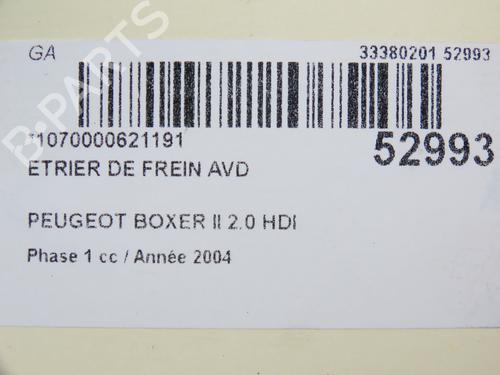 GA
33380201 52993
*1070000621191
52993
ETRIER DE FREIN AVD
PEUGEOT BOXER II 2.0 HDI
Phase 1 cc / Année 2004
B-PARTS